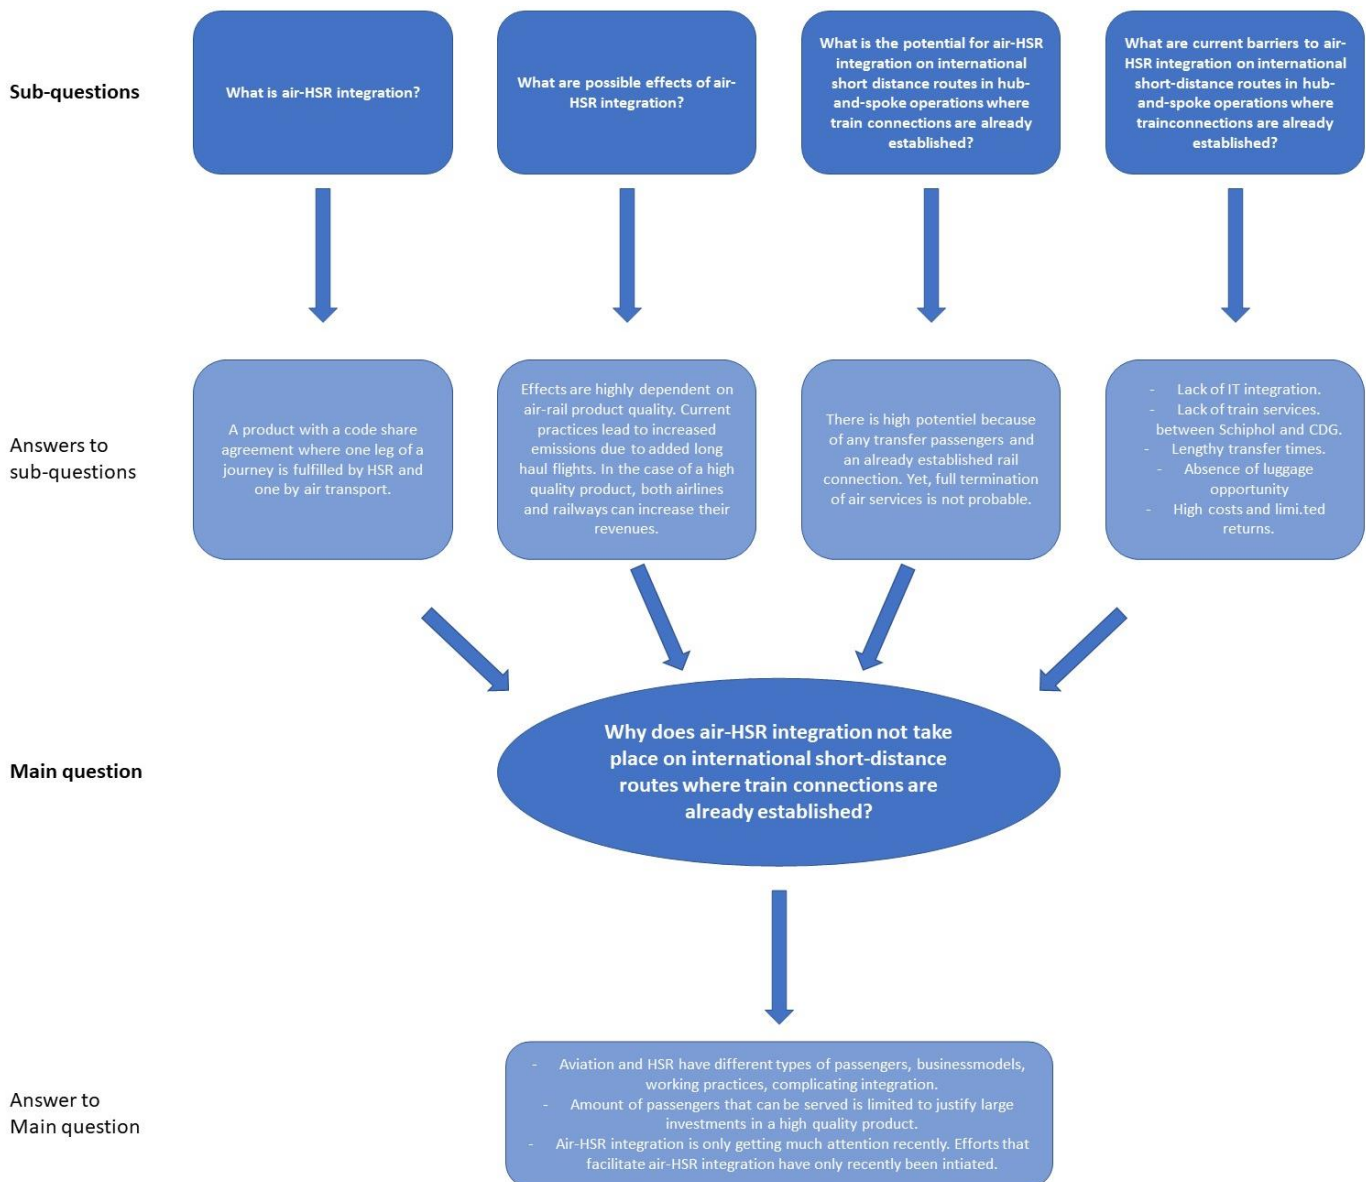 Sub-questions
What is air-HSR integration?
What are possible effects of air-
HSR integration?
What is the potential for air-HSR
integration on international
short distance routes in hub-
and-spoke operations where
train connections are already
established?
What are current barriers to air-
HSR integration on international
short-distance routes in hub-
and-spoke operations where
trainconnections are already
established?
Answers to
sub-questions
A product with a code share
agreement where one leg of a
journey is fulfilled by HSR and
one by air transport.
Effects are highly dependent on
air-rail product quality. Current
practices lead to increased
emissions due to added long
haul flights. In the case of a high
quality product, both airlines
and railways can increase their
revenues.
There is high potentiel because
of any transfer passengers and
an already established rail
connection. Yet, full termination
of air services is not probable.
- Lack of IT integration.
- Lack of train services.
between Schiphol and CDG.
- Lengthy transfer times.
- Absence of luggage
opportunity
- High costs and limi.ted
returns.
Main question
Why does air-HSR integration not take
place on international short-distance
routes where train connections are
already established?
Answer to
Main question
- Aviation and HSR have different types of passengers, businessmodels,
working practices, complicating integration.
- Amount of passengers that can be served is limited to justify large
investments in a high quality product.
- Air-HSR integration is only getting much attention recently. Efforts that
facilitate air-HSR integration have only recently been intiated.